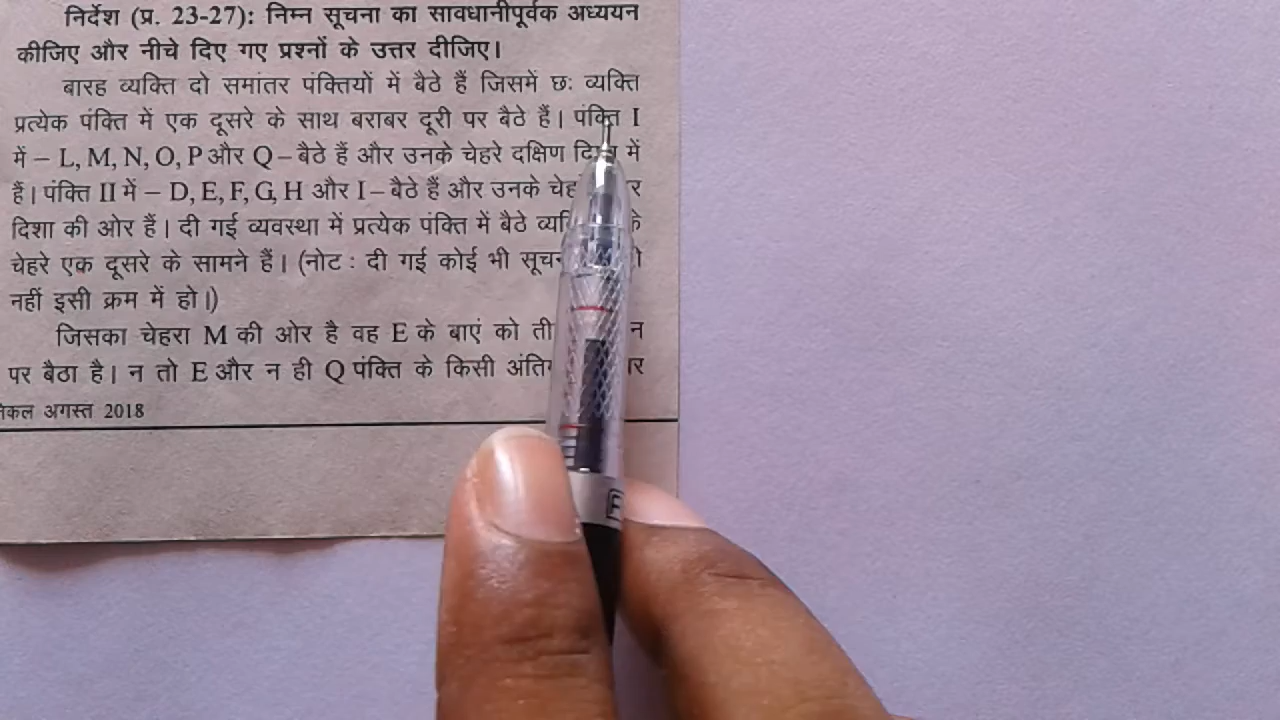 निर्देश (प्र. 23-27): निम्न सूचना का सावधानीपूर्वक अध्ययन
कीजिए और नीचे दिए गए प्रश्नों के उत्तर दीजिए।
बारह व्यक्ति दो समांतर पंक्तियों में बैठे हैं जिसमें छः व्यक्ति
प्रत्येक पंक्ति में एक दूसरे के साथ बराबर दूरी पर बैठे हैं। पंक्ति I
में – L, M, N, O, P और Q – बैठे हैं और उनके चेहरे दक्षिण दिशा में
हैं। पंक्ति II में – D, E, F, G, H और I – बैठे हैं और उनके
दिशा की ओर हैं। दी गई व्यवस्था में प्रत्येक पंक्ति में बैठे
चेहरे एक दूसरे के सामने हैं। (नोट : दी गई कोई भी
नहीं इसी क्रम में हो।)
जिसका चेहरा M की ओर है वह E के बाएं को
पर बैठा है। न तो E और न ही Q पंक्ति के किसी
अगस्त 2018